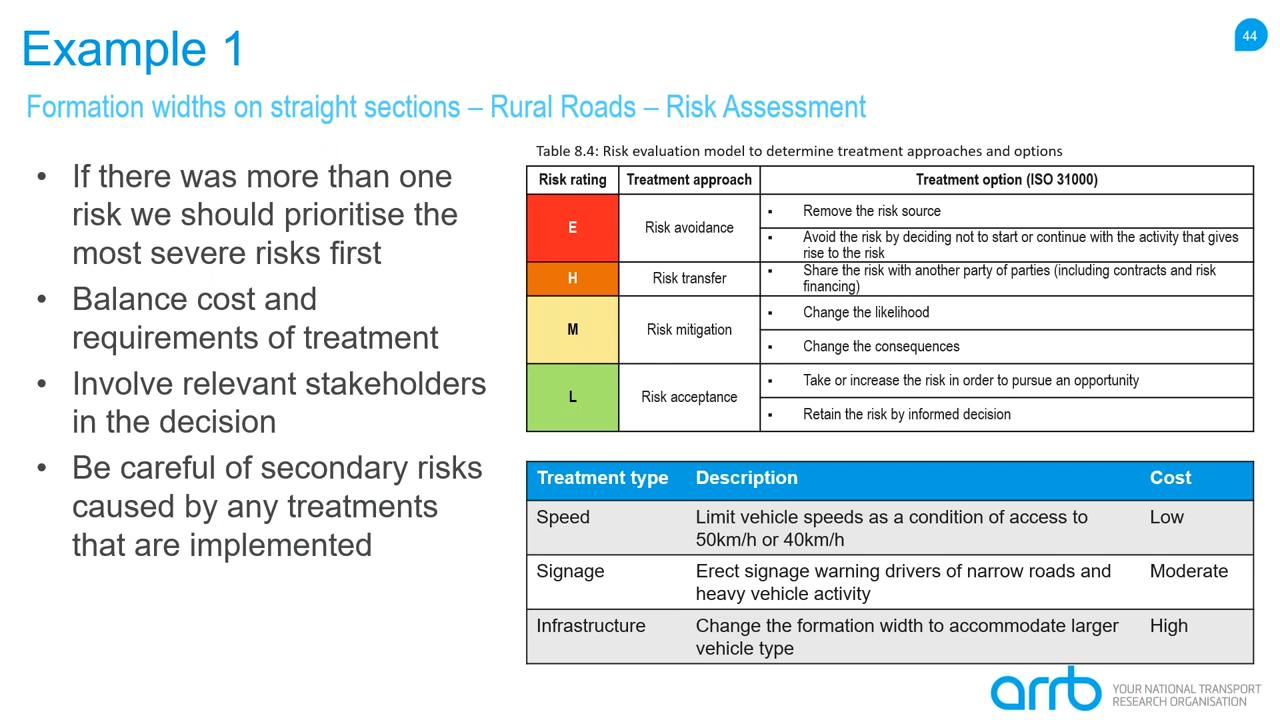 Example 1
44
Formation widths on straight sections – Rural Roads – Risk Assessment
• If there was more than one
risk we should prioritise the
most severe risks first
• Balance cost and
requirements of treatment
• Involve relevant stakeholders
in the decision
• Be careful of secondary risks
caused by any treatments
that are implemented
Table 8.4: Risk evaluation model to determine treatment approaches and options
Risk rating Treatment approach Treatment option (ISO 31000)
E Risk avoidance
▪ Remove the risk source
▪ Avoid the risk by deciding not to start or continue with the activity that gives
rise to the risk
H Risk transfer
▪ Share the risk with another party of parties (including contracts and risk
financing)
M Risk mitigation
▪ Change the likelihood
▪ Change the consequences
L Risk acceptance
▪ Take or increase the risk in order to pursue an opportunity
▪ Retain the risk by informed decision
Treatment type Description Cost
Speed Limit vehicle speeds as a condition of access to Low
50km/h or 40km/h
Signage Erect signage warning drivers of narrow roads and Moderate
heavy vehicle activity
Infrastructure Change the formation width to accommodate larger High
vehicle type
arrb
YOUR NATIONAL TRANSPORT
RESEARCH ORGANISATION